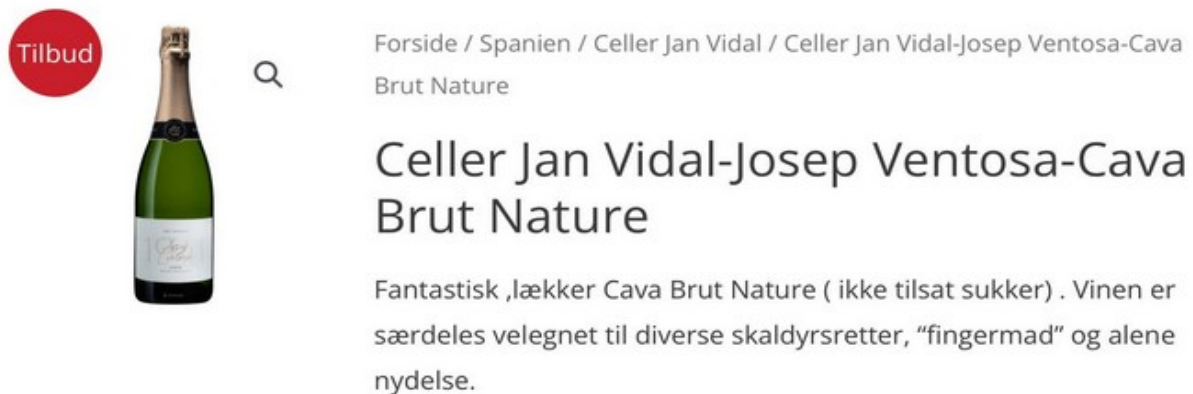 Tilbud
Forside / Spanien / Celler Jan Vidal / Celler Jan Vidal-Josep Ventosa-Cava
Brut Nature
Celler Jan Vidal-Josep Ventosa-Cava
Brut Nature
Fantastisk ,lækker Cava Brut Nature ( ikke tilsat sukker) . Vinen er
særdeles velegnet til diverse skaldyrsretter, “fingermad” og alene
nydelse.